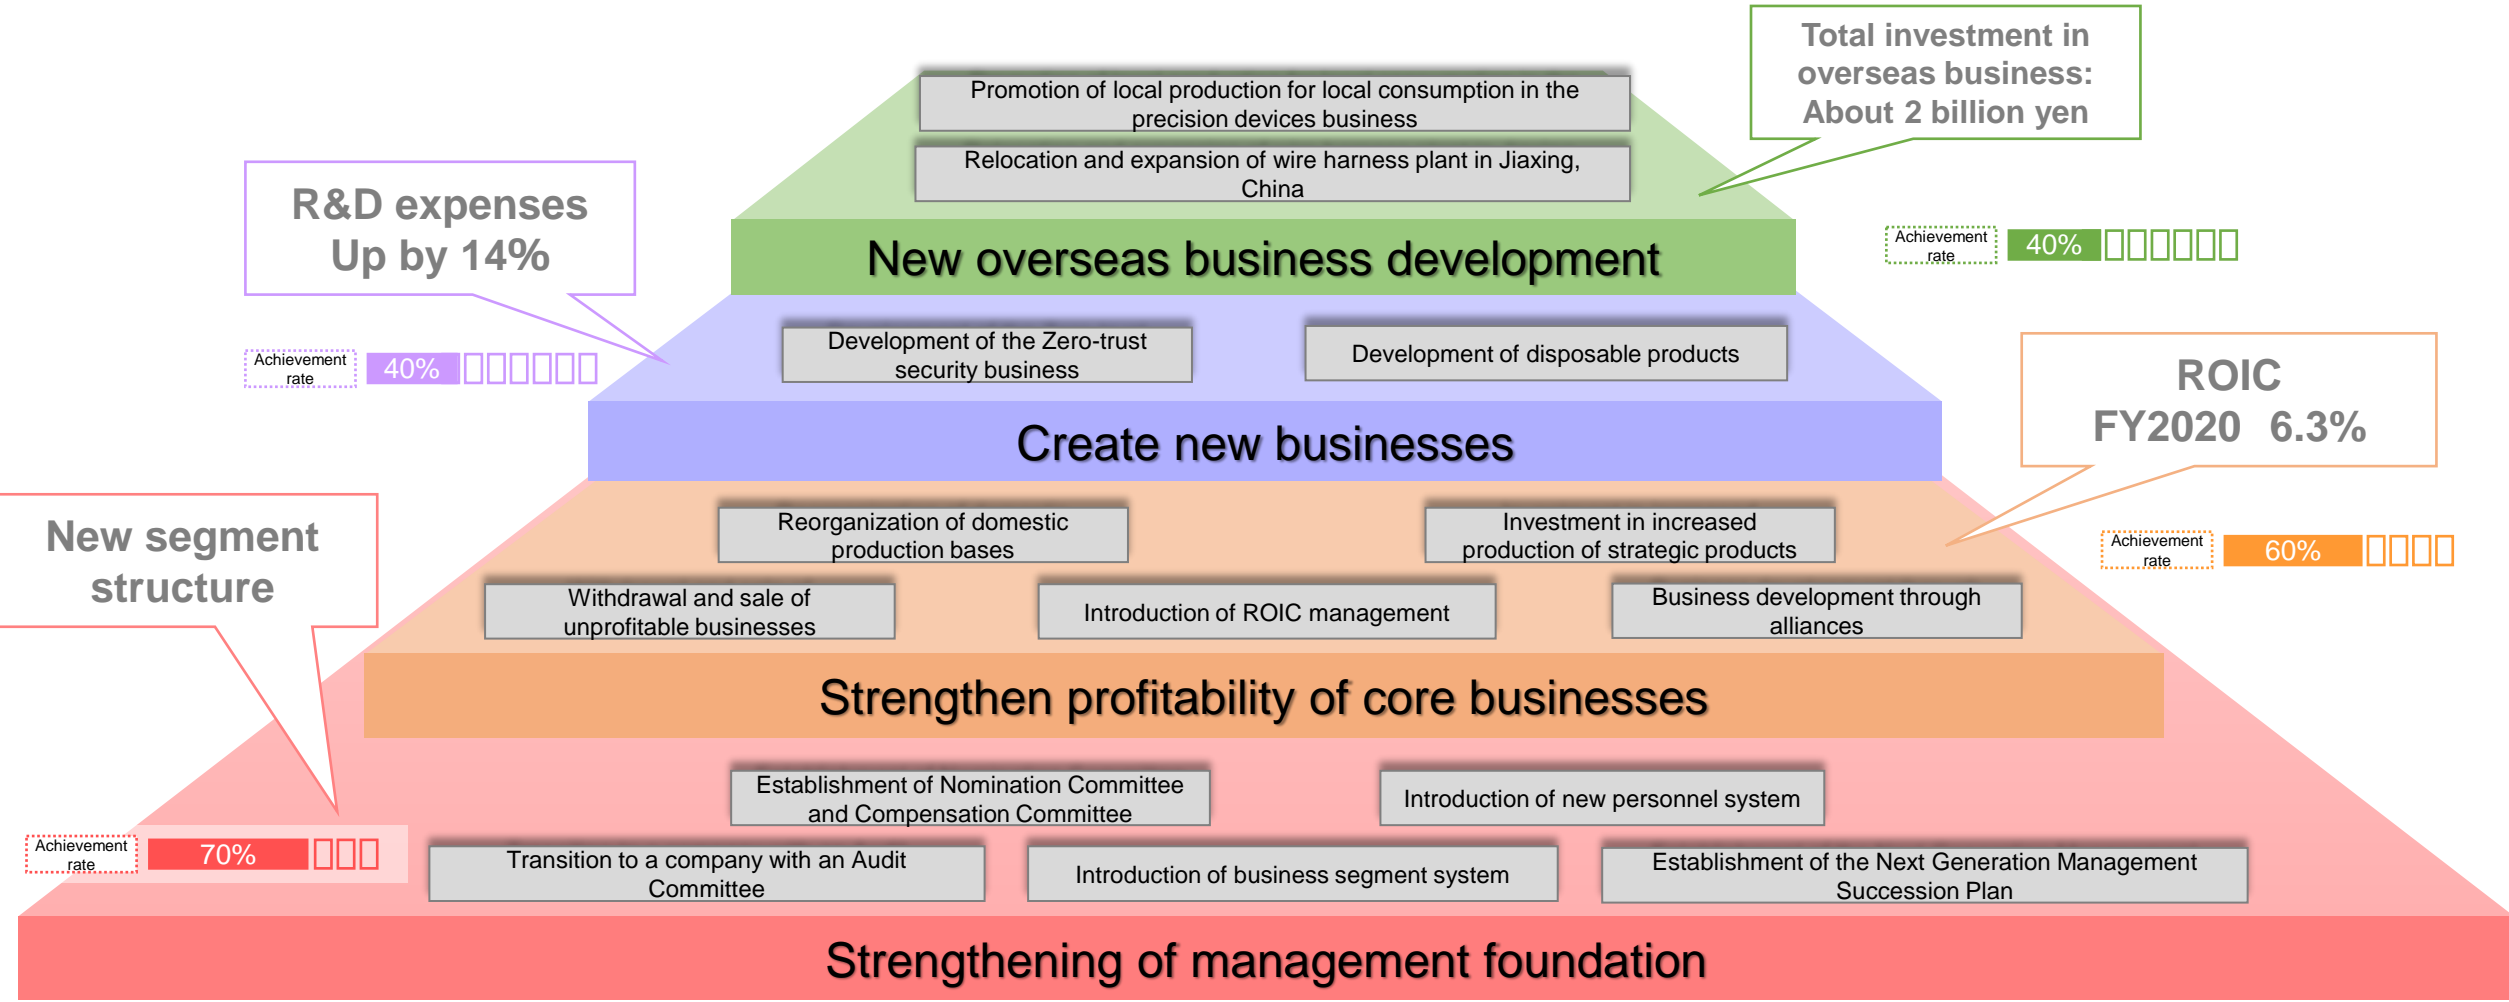 Total investment in
overseas business:
About 2 billion yen
Promotion of local production for local consumption in the
precision devices business
Relocation and expansion of wire harness plant in Jiaxing,
China
R&D expenses
Up by 14%
New overseas business development
Achievement
rate
40%
Development of the Zero-trust
security business
Development of disposable products
Achievement
rate
40%
ROIC
FY2020 6.3%
Create new businesses
New segment
structure
Reorganization of domestic
production bases
Investment in increased
production of strategic products
Achievement
rate
60%
Withdrawal and sale of
unprofitable businesses
Introduction of ROIC management
Business development through
alliances
Strengthen profitability of core businesses
Establishment of Nomination Committee
and Compensation Committee
Introduction of new personnel system
Achievement
rate
70%
Transition to a company with an Audit
Committee
Introduction of business segment system
Establishment of the Next Generation Management
Succession Plan
Strengthening of management foundation